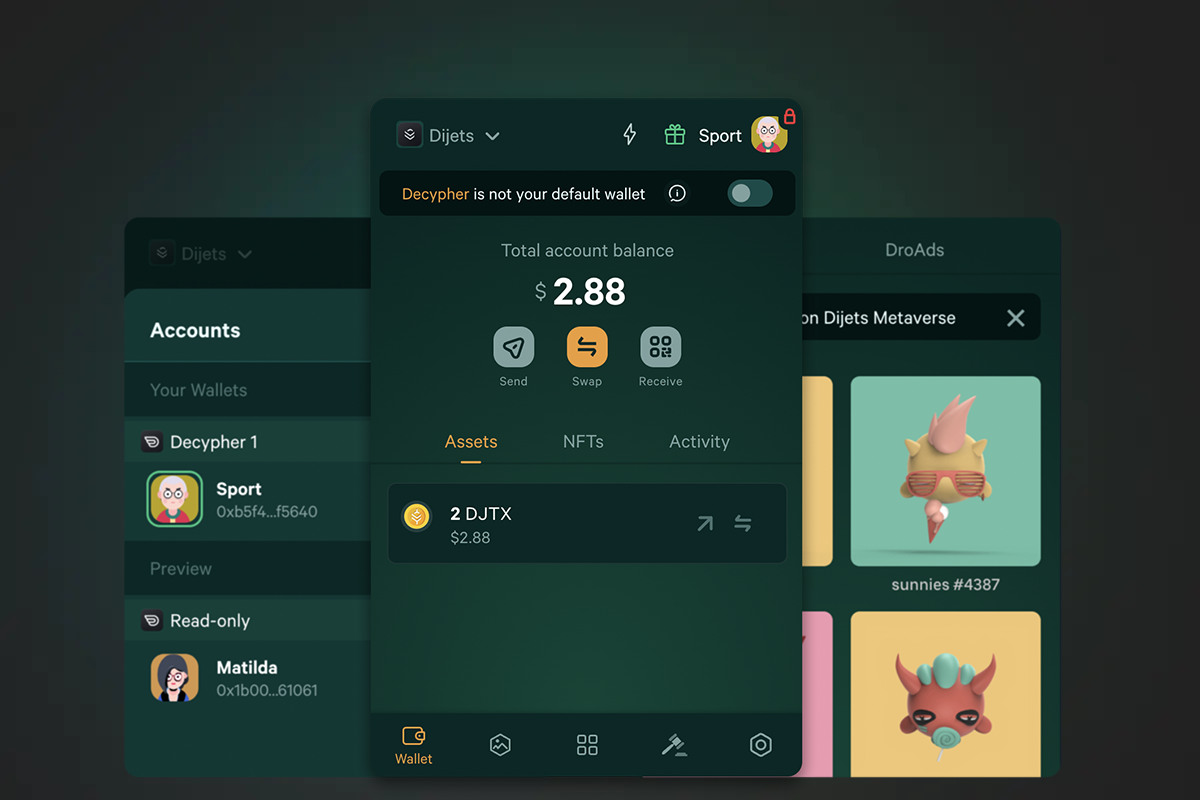 Dijets
Sport
Decypher is not your default wallet
Total account balance
$ 2.88
Send
Swap
Receive
Assets
NFTs
Activity
2 DJTX
$2.88
Wallet
Dijets
Accounts
Your Wallets
Decypher 1
Sport
0xb5f4...f5640
Preview
Read-only
Matilda
0x1b00...61061
DroAds
on Dijets Metaverse
sunnies #4387